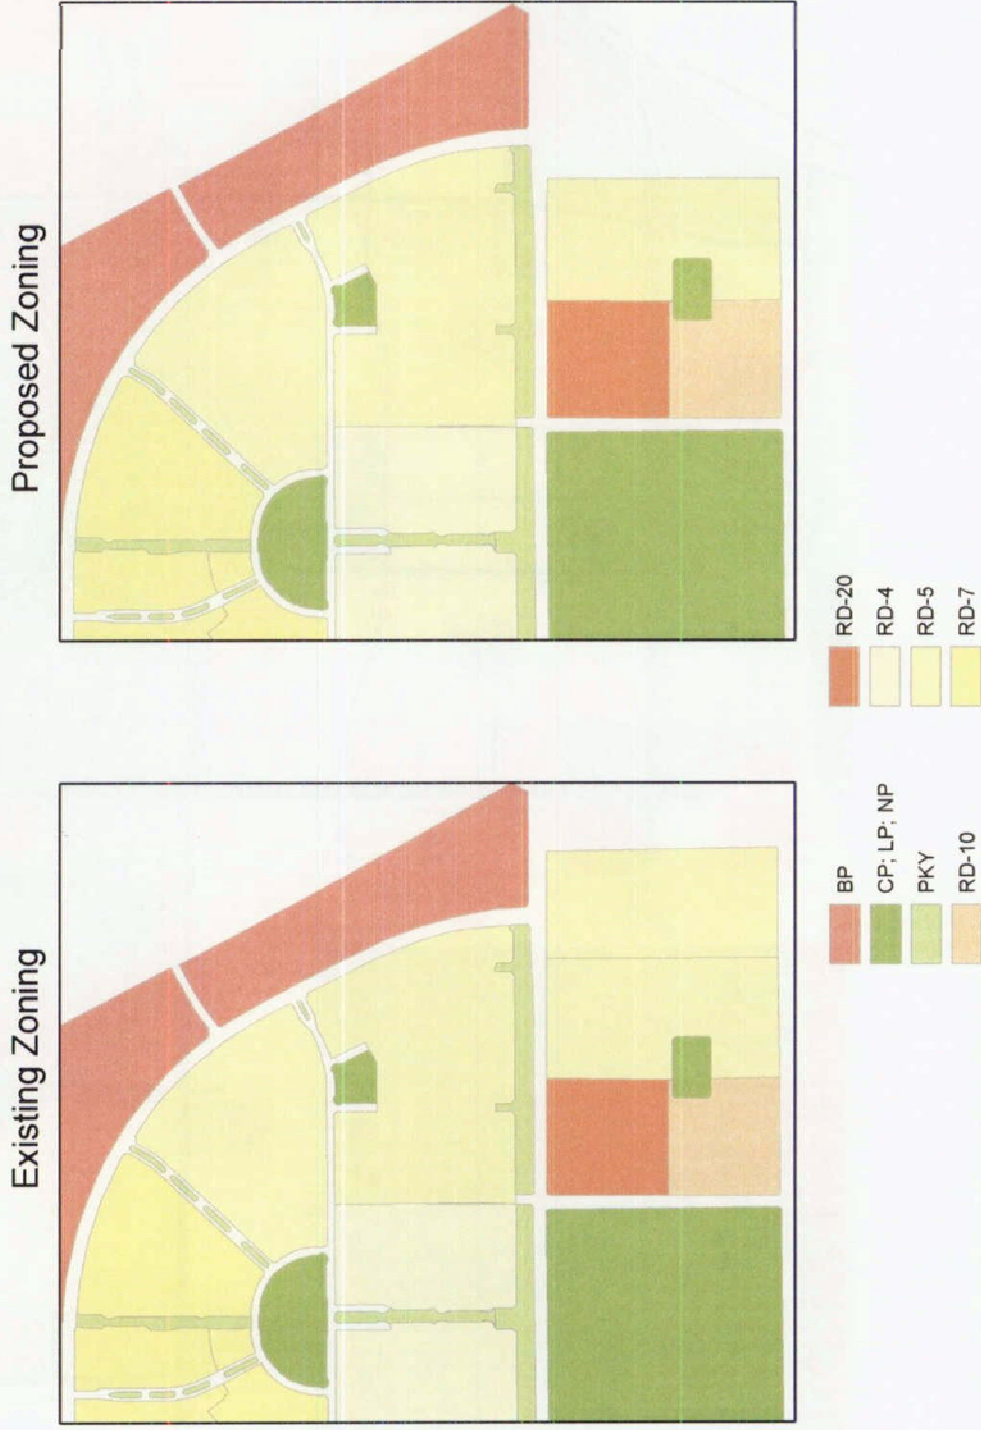 Existing Zoning
Proposed Zoning
BP
CP; LP; NP
PKY
RD-10
RD-20
RD-4
RD-5
RD-7